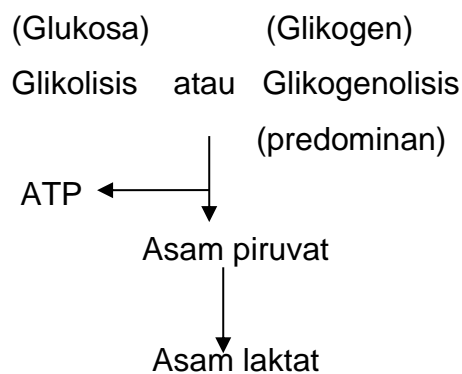 (Glukosa) (Glikogen)
Glikolisis atau Glikogenolisis
(predominan)
ATP
Asam piruvat
Asam laktat